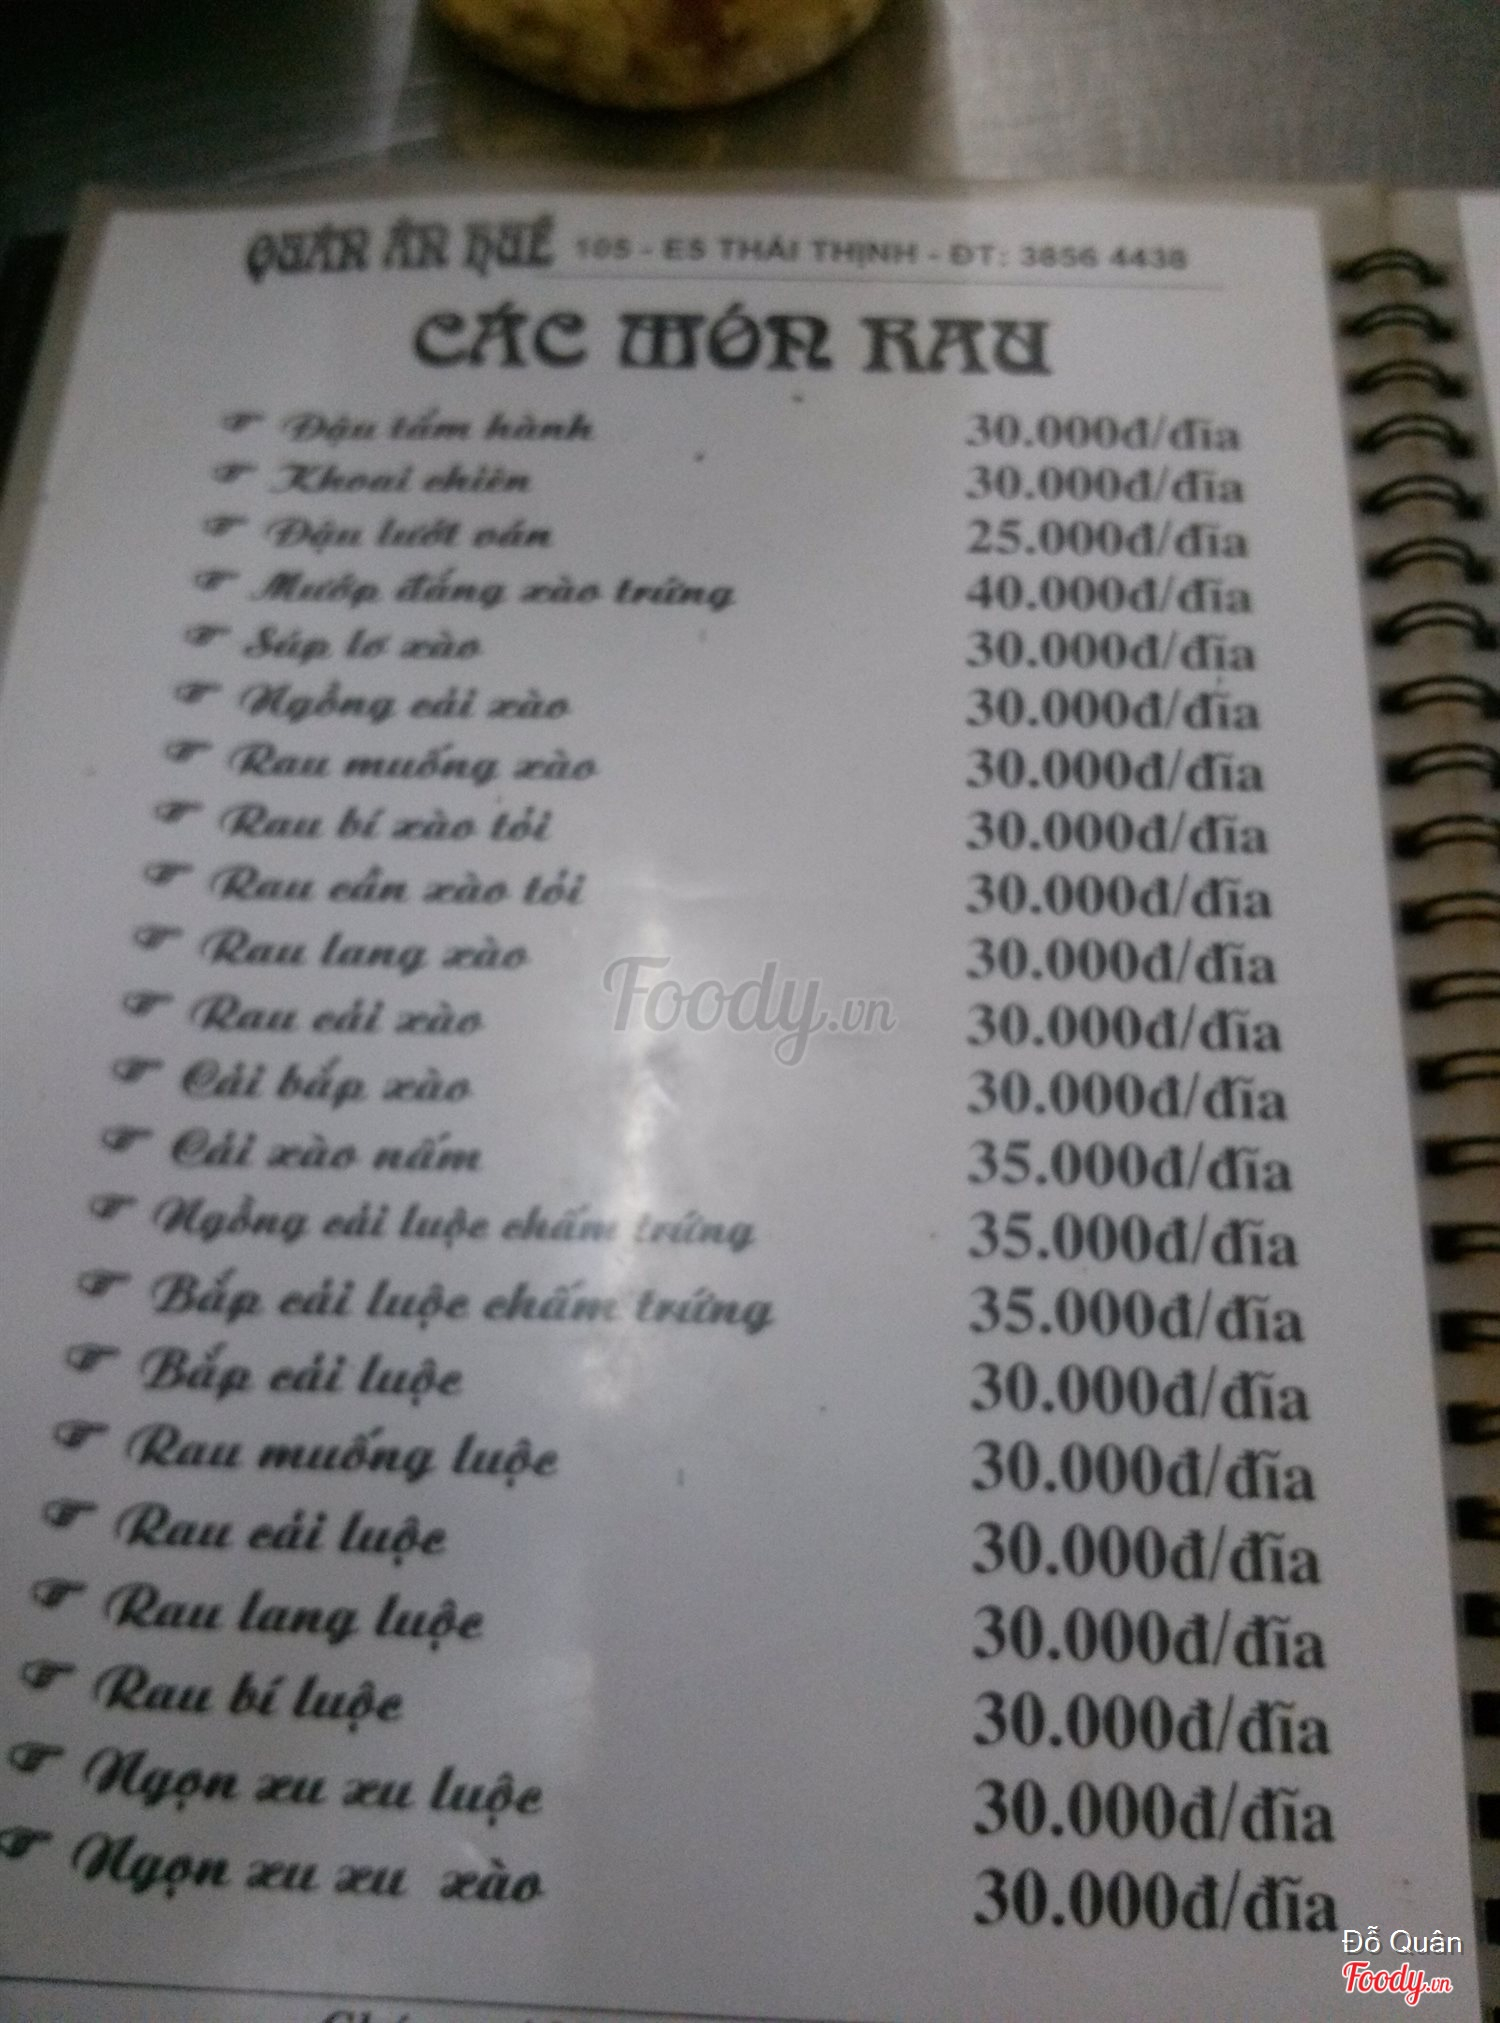 QUÁN ĂN HUẾ 105 - E5 THÁI THỊNH - ĐT: 3856 4438
CÁC MÓN RAU
☞ Đậu tẩm hành 30.000đ/đĩa
☞ Khoai chiên 30.000đ/đĩa
☞ Đậu lướt ván 25.000đ/đĩa
☞ Mướp đắng xào trứng 40.000đ/đĩa
☞ Súp lơ xào 30.000đ/đĩa
☞ Ngồng cải xào 30.000đ/đĩa
☞ Rau muống xào 30.000đ/đĩa
☞ Rau bí xào tỏi 30.000đ/đĩa
☞ Rau cần xào tỏi 30.000đ/đĩa
☞ Rau lang xào 30.000đ/đĩa
☞ Rau cải xào 30.000đ/đĩa
☞ Cải bắp xào 30.000đ/đĩa
☞ Cải xào nấm 35.000đ/đĩa
☞ Ngồng cải luộc chấm trứng 35.000đ/đĩa
☞ Bắp cải luộc chấm trứng 35.000đ/đĩa
☞ Bắp cải luộc 30.000đ/đĩa
☞ Rau muống luộc 30.000đ/đĩa
☞ Rau cải luộc 30.000đ/đĩa
☞ Rau lang luộc 30.000đ/đĩa
☞ Rau bí luộc 30.000đ/đĩa
☞ Ngọn xu xu luộc 30.000đ/đĩa
☞ Ngọn xu xu xào 30.000đ/đĩa
Foody.vn
Đỗ Quân
Foody.vn